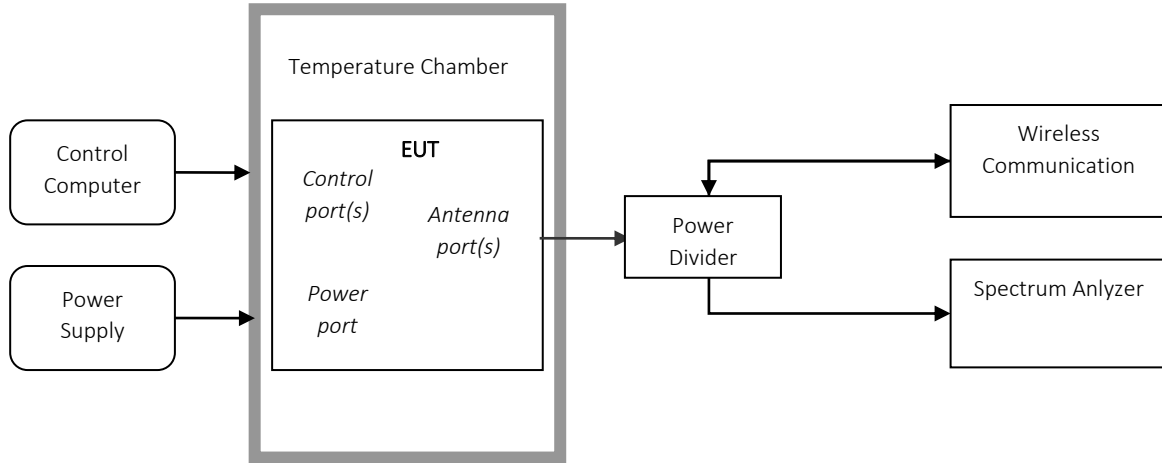 Temperature Chamber
Control
Computer
Power
Supply
EUT
Control
port(s)
Antenna
port(s)
Power
port
Power
Divider
Wireless
Communication
Spectrum Anlyzer